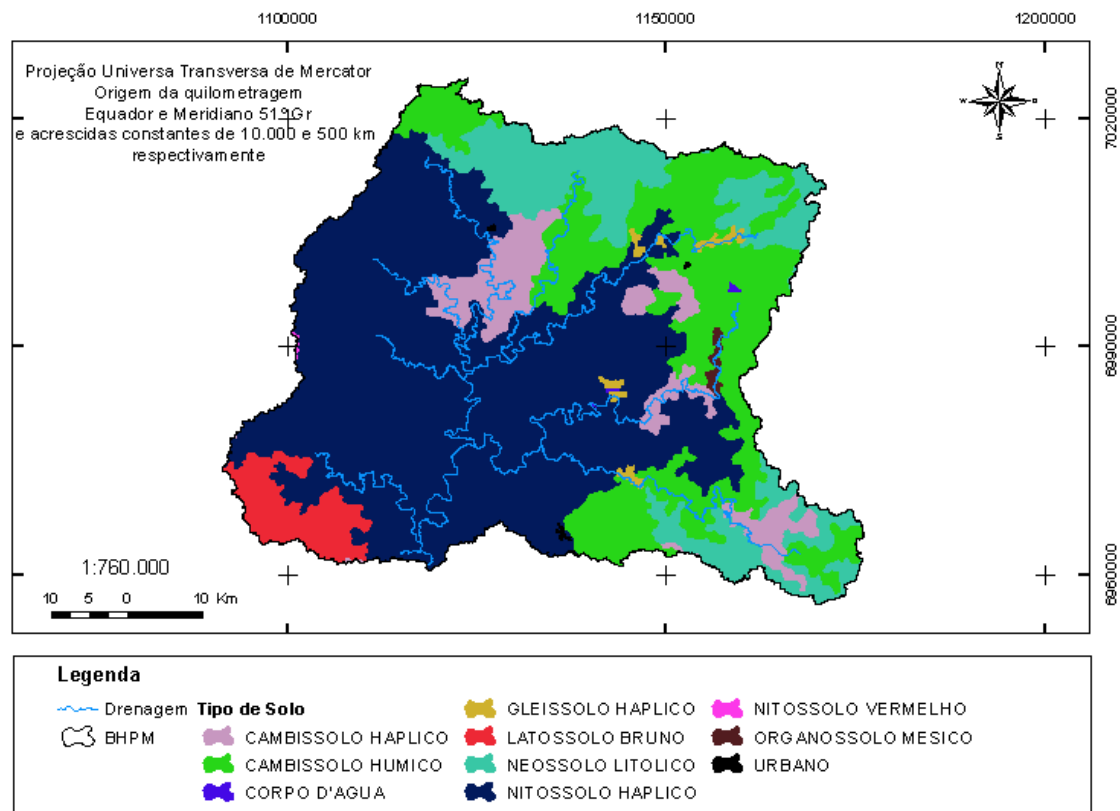 1100000 1150000 1200000
Projeção Universa Transversa de Mercator
Origem da quilometragem
Equador e Meridiano 51ºGr
e acrescidas constantes de 10.000 e 500 km
respectivamente
N
W
S
7020000
6990000
6960000
1:760.000
10 5 0 10 Km
Legenda
Drenagem
BHPM
Tipo de Solo
CAMBISSOLO HAPLICO
CAMBISSOLO HUMICO
CORPO D'AGUA
GLEISSOLO HAPLICO
LATOSSOLO BRUNO
NEOSSOLO LITOLICO
NITOSSOLO HAPLICO
NITOSSOLO VERMELHO
ORGANOSSOLO MESICO
URBANO